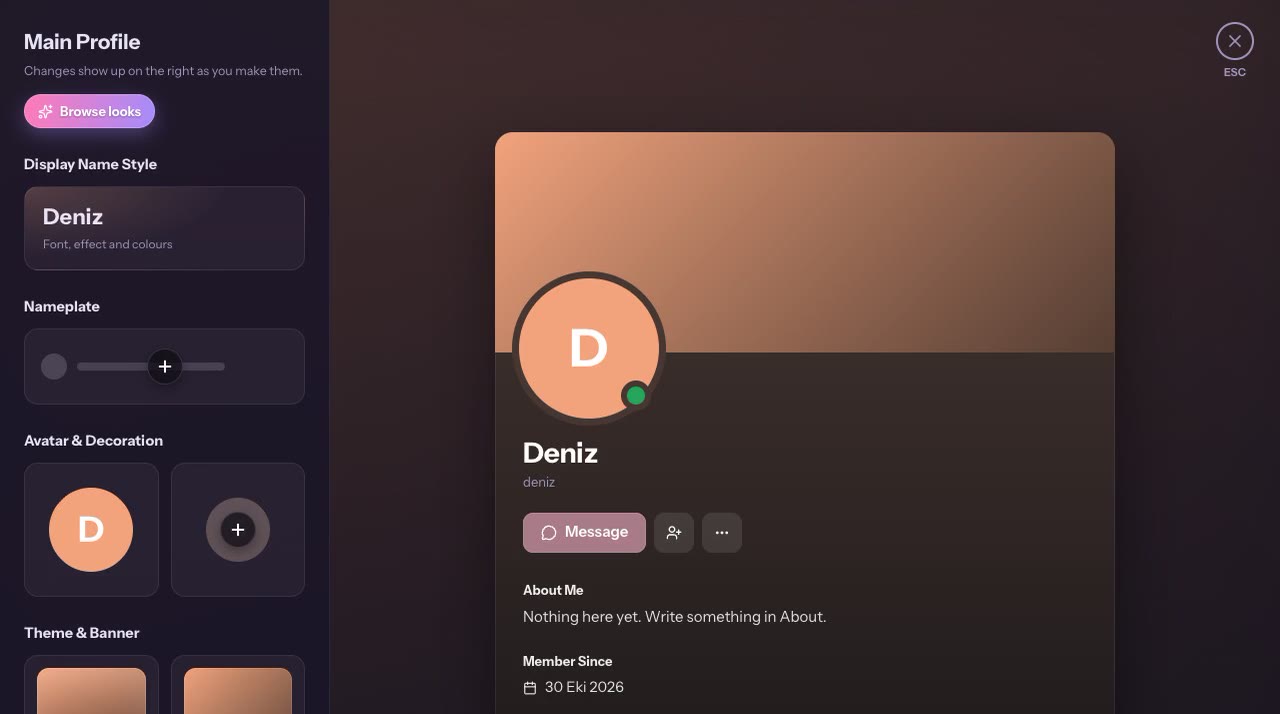 Main Profile
Changes show up on the right as you make them.
Browse looks
Display Name Style
Deniz
Font, effect and colours
Nameplate
Avatar & Decoration
D
Theme & Banner
ESC
D
Deniz
deniz
Message
About Me
Nothing here yet. Write something in About.
Member Since
30 Eki 2026